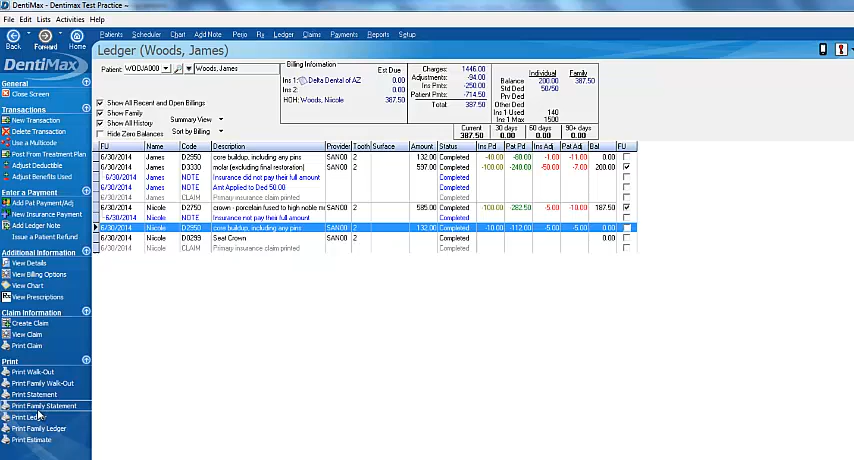 DentiMax - Dentimax Test Practice ~
File Edit Lists Activities Help
Back Forward Home
Patients Scheduler Chart Add Note Perio Rx Ledger Claims Payments Reports Setup
DentiMax
Ledger (Woods, James)
General
Close Screen
Transactions
New Transaction
Delete Transaction
Use a Multicode
Post From Treatment Plan
Adjust Deductible
Adjust Benefits Used
Enter a Payment
Add Pat Payment/Adj
New Insurance Payment
Add Ledger Note
Issue a Patient Refund
Additional Information
View Details
View Billing Options
View Chart
View Prescriptions
Claim Information
Create Claim
View Claim
Print Claim
Print
Print Walk-Out
Print Family Walk-Out
Print Statement
Print Family Statement
Print Ledger
Print Family Ledger
Print Estimate
Patient: WOOJA000 Woods, James
Show All Recent and Open Billings
Show Family
Show All History
Hide Zero Balances
Summary View
Sort by Billing
Billing Information
Est Due
Ins 1: Delta Dental of AZ 0.00
Ins 2: 0.00
HOH: Woods, Nicole 387.50
Charges: 1446.00
Adjustments: -94.00
Ins Pmts: -250.00
Patient Pmts: -714.50
Total: 387.50
Individual Family
Balance 200.00 387.50
Std Ded 50/50
Prv Ded
Other Ded
Ins 1 Used 140
Ins 1 Max 1500
Current 30 days 60 days 90+ days
387.50 0.00 0.00 0.00
FU Name Code Description Provider Tooth Surface Amount Status Ins Pd Pat Pd Ins Adj Pat Adj Bal FU
6/30/2014 James D2950 core buildup, including any pins SAN00 2 132.00 Completed -40.00 -80.00 -1.00 -11.00 0.00
6/30/2014 James D3330 molar (excluding final restoration) SAN00 2 597.00 Completed -100.00 -240.00 -50.00 -7.00 200.00
6/30/2014 James NOTE Insurance did not pay their full amount Completed
6/30/2014 James NOTE Amt Applied to Ded 50.00 Completed
6/30/2014 James CLAIM Primary insurance claim printed Completed
6/30/2014 Nicole D2750 crown - porcelain fused to high noble m SAN00 2 585.00 Completed -100.00 -282.50 -5.00 -10.00 187.50
6/30/2014 Nicole NOTE Insurance not pay their full amount Completed
6/30/2014 Nicole D2950 core buildup, including any pins SAN00 2 132.00 Completed -10.00 -112.00 -5.00 -5.00 0.00
6/30/2014 Nicole D0299 Seat Crown SAN00 2 Completed 0.00
6/30/2014 Nicole CLAIM Primary insurance claim printed Completed